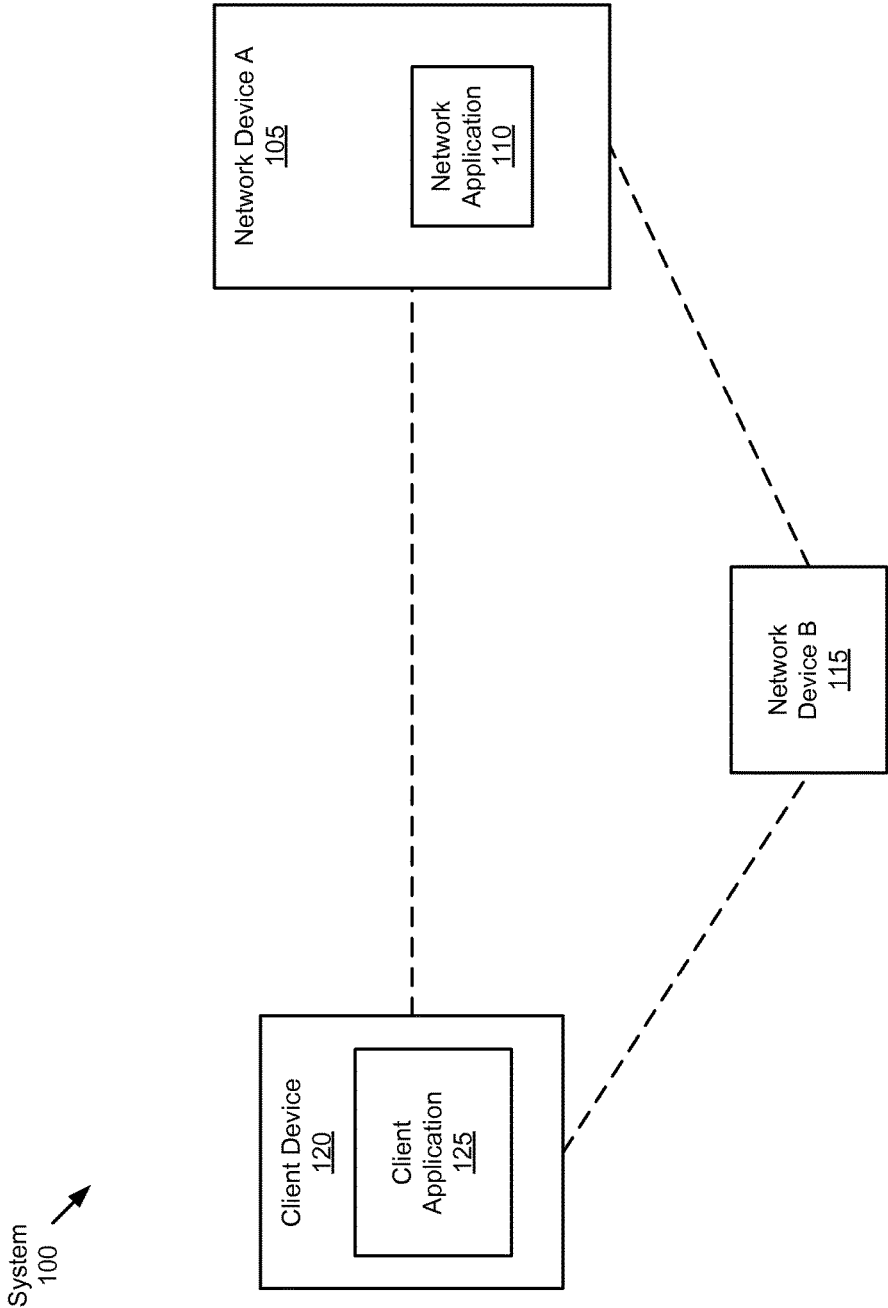 System
100
Client Device
120
Client
Application
125
Network Device A
105
Network
Application
110
Network
Device B
115